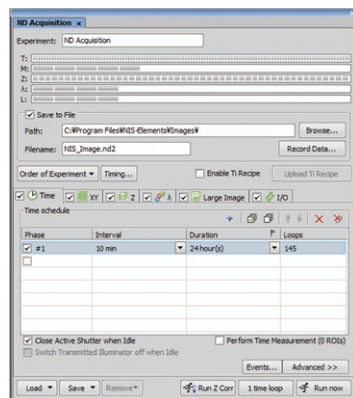 ND Acquisition ×
Experiment: ND Acquisition
T:
M:
Z:
λ:
L:
Save to File
Path: C:¥Program Files¥NIS-Elements¥Images¥ Browse...
Filename: NIS_Image.nd2 Record Data...
Order of Experiment Timing... Enable Ti Recipe Upload Ti Recipe
Time XY Z λ Large Image I/O
Time schedule
Phase Interval Duration Loops
#1 10 min 24 hour(s) 145
Close Active Shutter when Idle Perform Time Measurement (0 ROIs)
Switch Transmitted Illuminator off when Idle
Events... Advanced >>
Load Save Remove Run Z Corr 1 time loop Run now